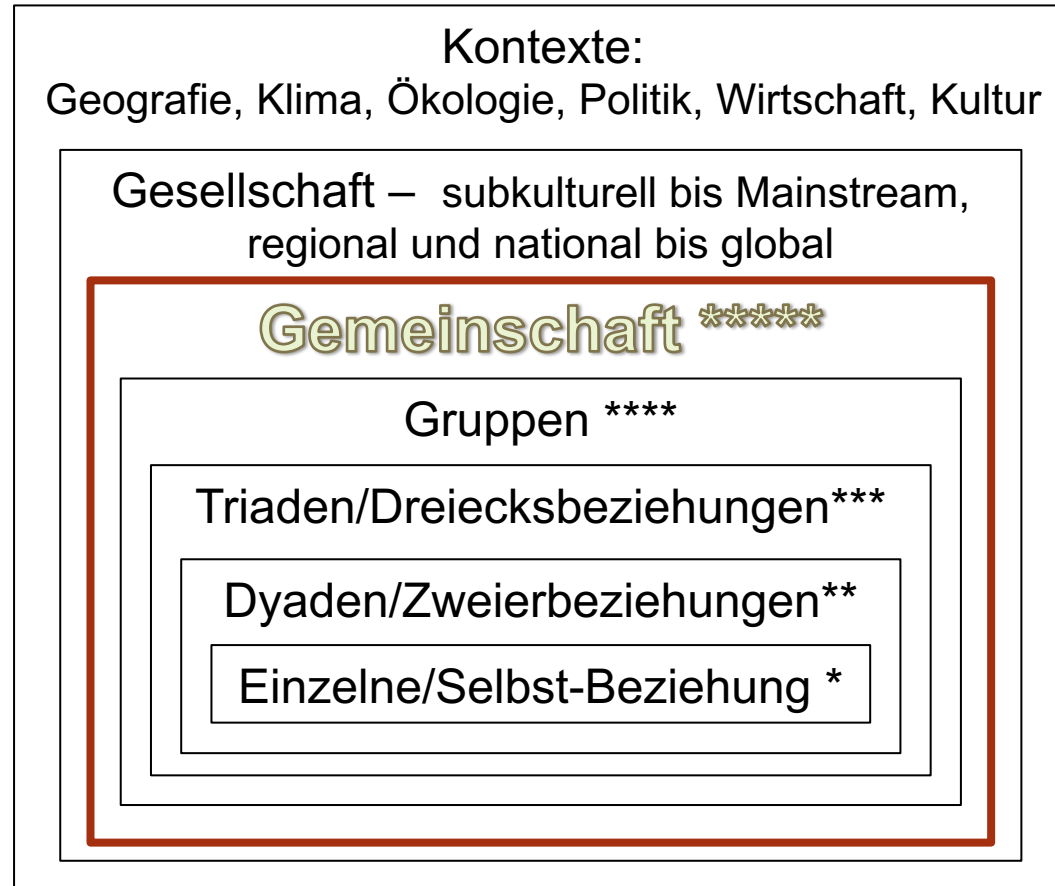 Kontexte:
Geografie, Klima, Ökologie, Politik, Wirtschaft, Kultur
Gesellschaft – subkulturell bis Mainstream,
regional und national bis global
Gemeinschaft *****
Gruppen ****
Triaden/Dreiecksbeziehungen***
Dyaden/Zweierbeziehungen**
Einzelne/Selbst-Beziehung *